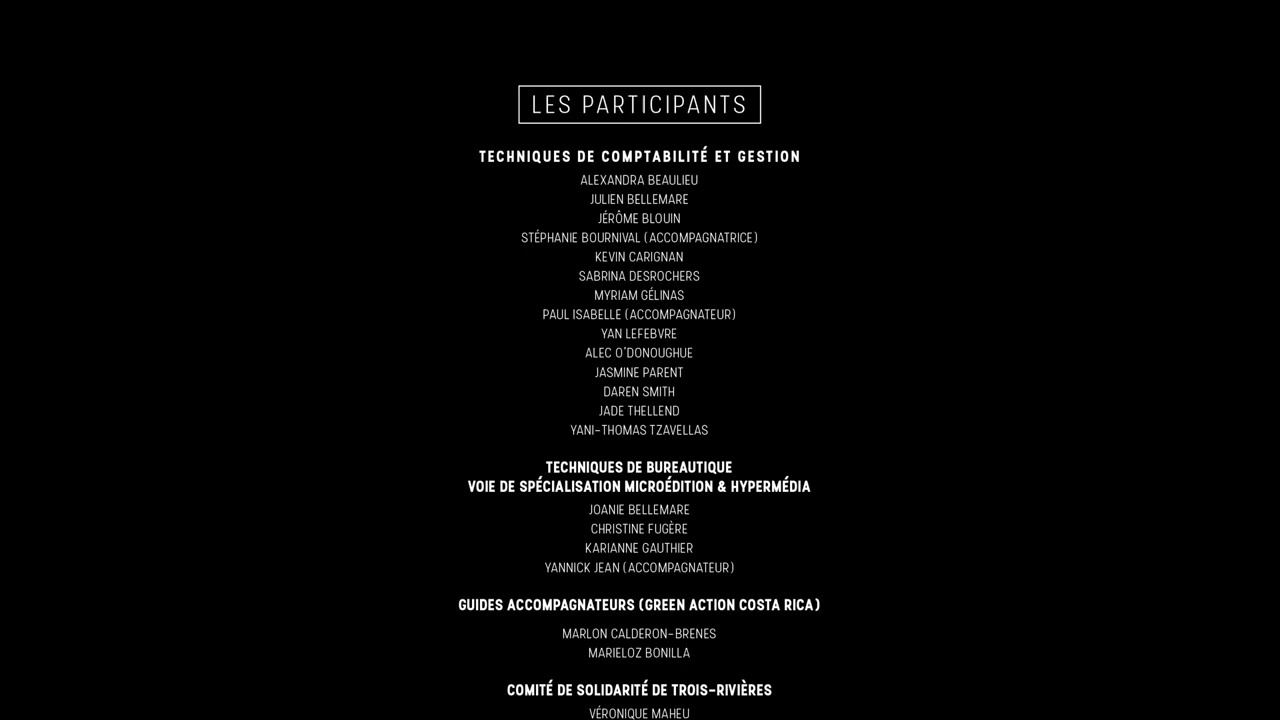 LES PARTICIPANTS
TECHNIQUES DE COMPTABILITÉ ET GESTION
ALEXANDRA BEAULIEU
JULIEN BELLEMARE
JÉRÔME BLOUIN
STÉPHANIE BOURNIVAL (ACCOMPAGNATRICE)
KEVIN CARIGNAN
SABRINA DESROCHERS
MYRIAM GÉLINAS
PAUL ISABELLE (ACCOMPAGNATEUR)
YAN LEFEBVRE
ALEC O'DONOUGHUE
JASMINE PARENT
DAREN SMITH
JADE THELLEND
YANI-THOMAS TZAVELLAS
TECHNIQUES DE BUREAUTIQUE
VOIE DE SPÉCIALISATION MICROÉDITION & HYPERMÉDIA
JOANIE BELLEMARE
CHRISTINE FUGÈRE
KARIANNE GAUTHIER
YANNICK JEAN (ACCOMPAGNATEUR)
GUIDES ACCOMPAGNATEURS (GREEN ACTION COSTA RICA)
MARLON CALDERON-BRENES
MARIELOZ BONILLA
COMITÉ DE SOLIDARITÉ DE TROIS-RIVIÈRES
VÉRONIQUE MAHEU